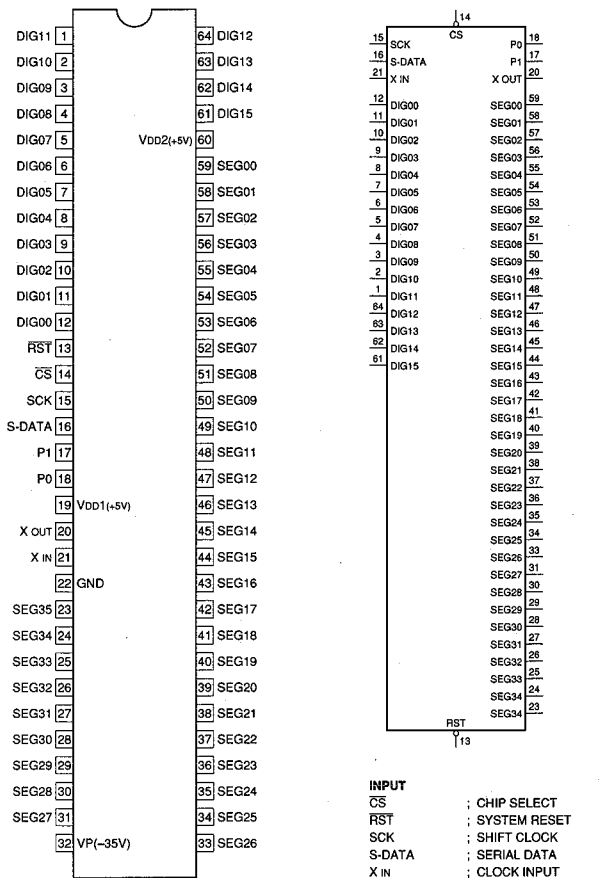 DIG11 1 64 DIG12
DIG10 2 63 DIG13
DIG09 3 62 DIG14
DIG08 4 61 DIG15
DIG07 5 VDD2(+5V) 60
DIG06 6 59 SEG00
DIG05 7 58 SEG01
DIG04 8 57 SEG02
DIG03 9 56 SEG03
DIG02 10 55 SEG04
DIG01 11 54 SEG05
DIG00 12 53 SEG06
RST 13 52 SEG07
CS 14 51 SEG08
SCK 15 50 SEG09
S-DATA 16 49 SEG10
P1 17 48 SEG11
P0 18 47 SEG12
19 VDD1(+5V) 46 SEG13
X OUT 20 45 SEG14
X IN 21 44 SEG15
22 GND 43 SEG16
SEG35 23 42 SEG17
SEG34 24 41 SEG18
SEG33 25 40 SEG19
SEG32 26 39 SEG20
SEG31 27 38 SEG21
SEG30 28 37 SEG22
SEG29 29 36 SEG23
SEG28 30 35 SEG24
SEG27 31 34 SEG25
32 VP(–35V) 33 SEG26
14
CS
15 SCK P0 18
16 S-DATA P1 17
21 X IN X OUT 20
12 DIG00 SEG00 59
11 DIG01 SEG01 58
10 DIG02 SEG02 57
9 DIG03 SEG03 56
8 DIG04 SEG04 55
7 DIG05 SEG05 54
6 DIG06 SEG06 53
5 DIG07 SEG07 52
4 DIG08 SEG08 51
3 DIG09 SEG09 50
2 DIG10 SEG10 49
1 DIG11 SEG11 48
64 DIG12 SEG12 47
63 DIG13 SEG13 46
62 DIG14 SEG14 45
61 DIG15 SEG15 44
SEG16 43
SEG17 42
SEG18 41
SEG19 40
SEG20 39
SEG21 38
SEG22 37
SEG23 36
SEG24 35
SEG25 34
SEG26 33
SEG27 31
SEG28 30
SEG29 29
SEG30 28
SEG31 27
SEG32 26
SEG33 25
SEG34 24
SEG34 23
RST
13
INPUT
CS ; CHIP SELECT
RST ; SYSTEM RESET
SCK ; SHIFT CLOCK
S-DATA ; SERIAL DATA
X IN ; CLOCK INPUT